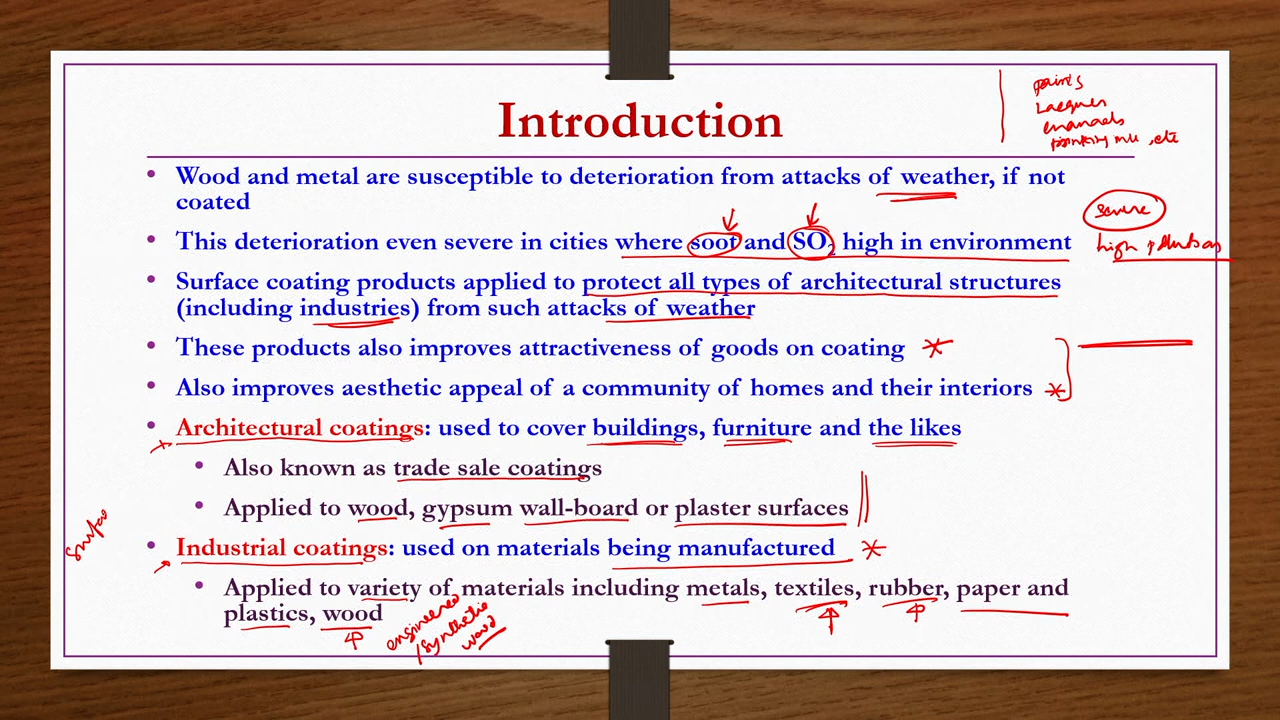 paints
Lacquers
enamels
printing ink, etc
Introduction
• Wood and metal are susceptible to deterioration from attacks of weather, if not
coated
severe
• This deterioration even severe in cities where soot and SO₂ high in environment
high pollution
• Surface coating products applied to protect all types of architectural structures
(including industries) from such attacks of weather
• These products also improves attractiveness of goods on coating
• Also improves aesthetic appeal of a community of homes and their interiors
• Architectural coatings: used to cover buildings, furniture and the likes
• Also known as trade sale coatings
• Applied to wood, gypsum wall-board or plaster surfaces
• Industrial coatings: used on materials being manufactured
• Applied to variety of materials including metals, textiles, rubber, paper and
plastics, wood
engineered
/synthetic
wood